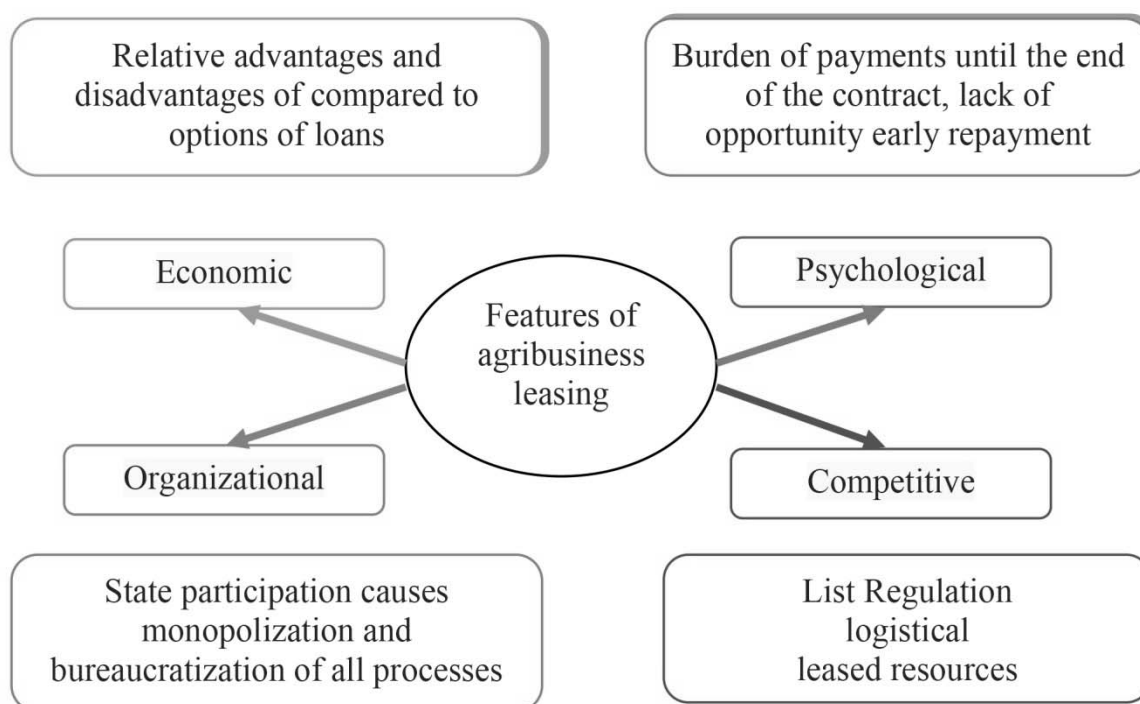 Relative advantages and
disadvantages of compared to
options of loans
Burden of payments until the end
of the contract, lack of
opportunity early repayment
Economic
Psychological
Features of
agribusiness
leasing
Organizational
Competitive
State participation causes
monopolization and
bureaucratization of all processes
List Regulation
logistical
leased resources